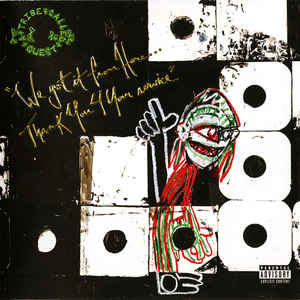 A TRIBE CALLED QUEST
"We got it from Here...
Thank You 4 Your service"
PARENTAL
ADVISORY
EXPLICIT CONTENT